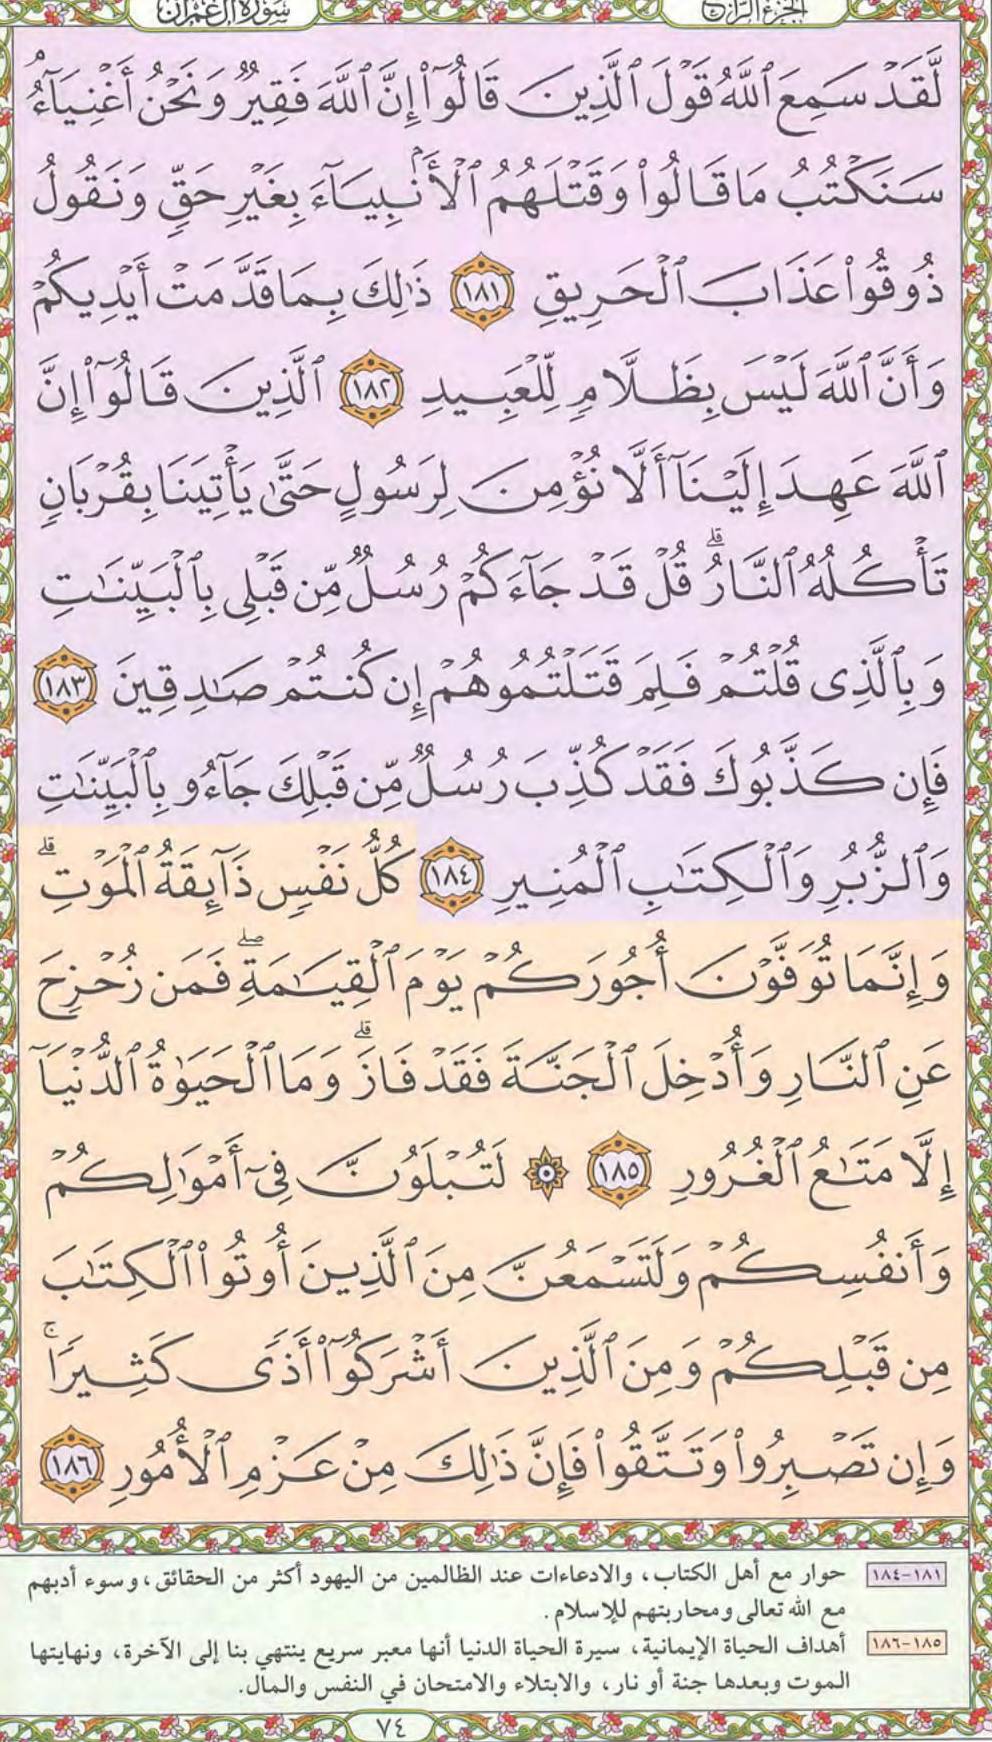 سورة آل عمران
الجزء الرابع
لَّقَدْ سَمِعَ ٱللَّهُ قَوْلَ ٱلَّذِينَ قَالُوٓا۟ إِنَّ ٱللَّهَ فَقِيرٌ وَنَحْنُ أَغْنِيَآءُ ۘ
سَنَكْتُبُ مَا قَالُوا۟ وَقَتْلَهُمُ ٱلْأَنۢبِيَآءَ بِغَيْرِ حَقٍّ وَنَقُولُ
ذُوقُوا۟ عَذَابَ ٱلْحَرِيقِ ١٨١ ذَٰلِكَ بِمَا قَدَّمَتْ أَيْدِيكُمْ
وَأَنَّ ٱللَّهَ لَيْسَ بِظَلَّامٍ لِّلْعَبِيدِ ١٨٢ ٱلَّذِينَ قَالُوٓا۟ إِنَّ
ٱللَّهَ عَهِدَ إِلَيْنَآ أَلَّا نُؤْمِنَ لِرَسُولٍ حَتَّىٰ يَأْتِيَنَا بِقُرْبَانٍ
تَأْكُلُهُ ٱلنَّارُ ۗ قُلْ قَدْ جَآءَكُمْ رُسُلٌ مِّن قَبْلِى بِٱلْبَيِّنَٰتِ
وَبِٱلَّذِى قُلْتُمْ فَلِمَ قَتَلْتُمُوهُمْ إِن كُنتُمْ صَٰدِقِينَ ١٨٣
فَإِن كَذَّبُوكَ فَقَدْ كُذِّبَ رُسُلٌ مِّن قَبْلِكَ جَآءُو بِٱلْبَيِّنَٰتِ
وَٱلزُّبُرِ وَٱلْكِتَٰبِ ٱلْمُنِيرِ ١٨٤ كُلُّ نَفْسٍ ذَآئِقَةُ ٱلْمَوْتِ ۗ
وَإِنَّمَا تُوَفَّوْنَ أُجُورَكُمْ يَوْمَ ٱلْقِيَٰمَةِ ۖ فَمَن زُحْزِحَ
عَنِ ٱلنَّارِ وَأُدْخِلَ ٱلْجَنَّةَ فَقَدْ فَازَ ۗ وَمَا ٱلْحَيَوٰةُ ٱلدُّنْيَآ
إِلَّا مَتَٰعُ ٱلْغُرُورِ ١٨٥ ۞ لَتُبْلَوُنَّ فِىٓ أَمْوَٰلِكُمْ
وَأَنفُسِكُمْ وَلَتَسْمَعُنَّ مِنَ ٱلَّذِينَ أُوتُوا۟ ٱلْكِتَٰبَ
مِن قَبْلِكُمْ وَمِنَ ٱلَّذِينَ أَشْرَكُوٓا۟ أَذًى كَثِيرًا ۚ
وَإِن تَصْبِرُوا۟ وَتَتَّقُوا۟ فَإِنَّ ذَٰلِكَ مِنْ عَزْمِ ٱلْأُمُورِ ١٨٦
١٨١-١٨٤ حوار مع أهل الكتاب، والادعاءات عند الظالمين من اليهود أكثر من الحقائق، وسوء أدبهم
مع الله تعالى ومحاربتهم للإسلام.
١٨٥-١٨٦ أهداف الحياة الإيمانية، سيرة الحياة الدنيا أنها معبر سريع ينتهي بنا إلى الآخرة، ونهايتها
الموت وبعدها جنة أو نار، والابتلاء والامتحان في النفس والمال.
٧٤